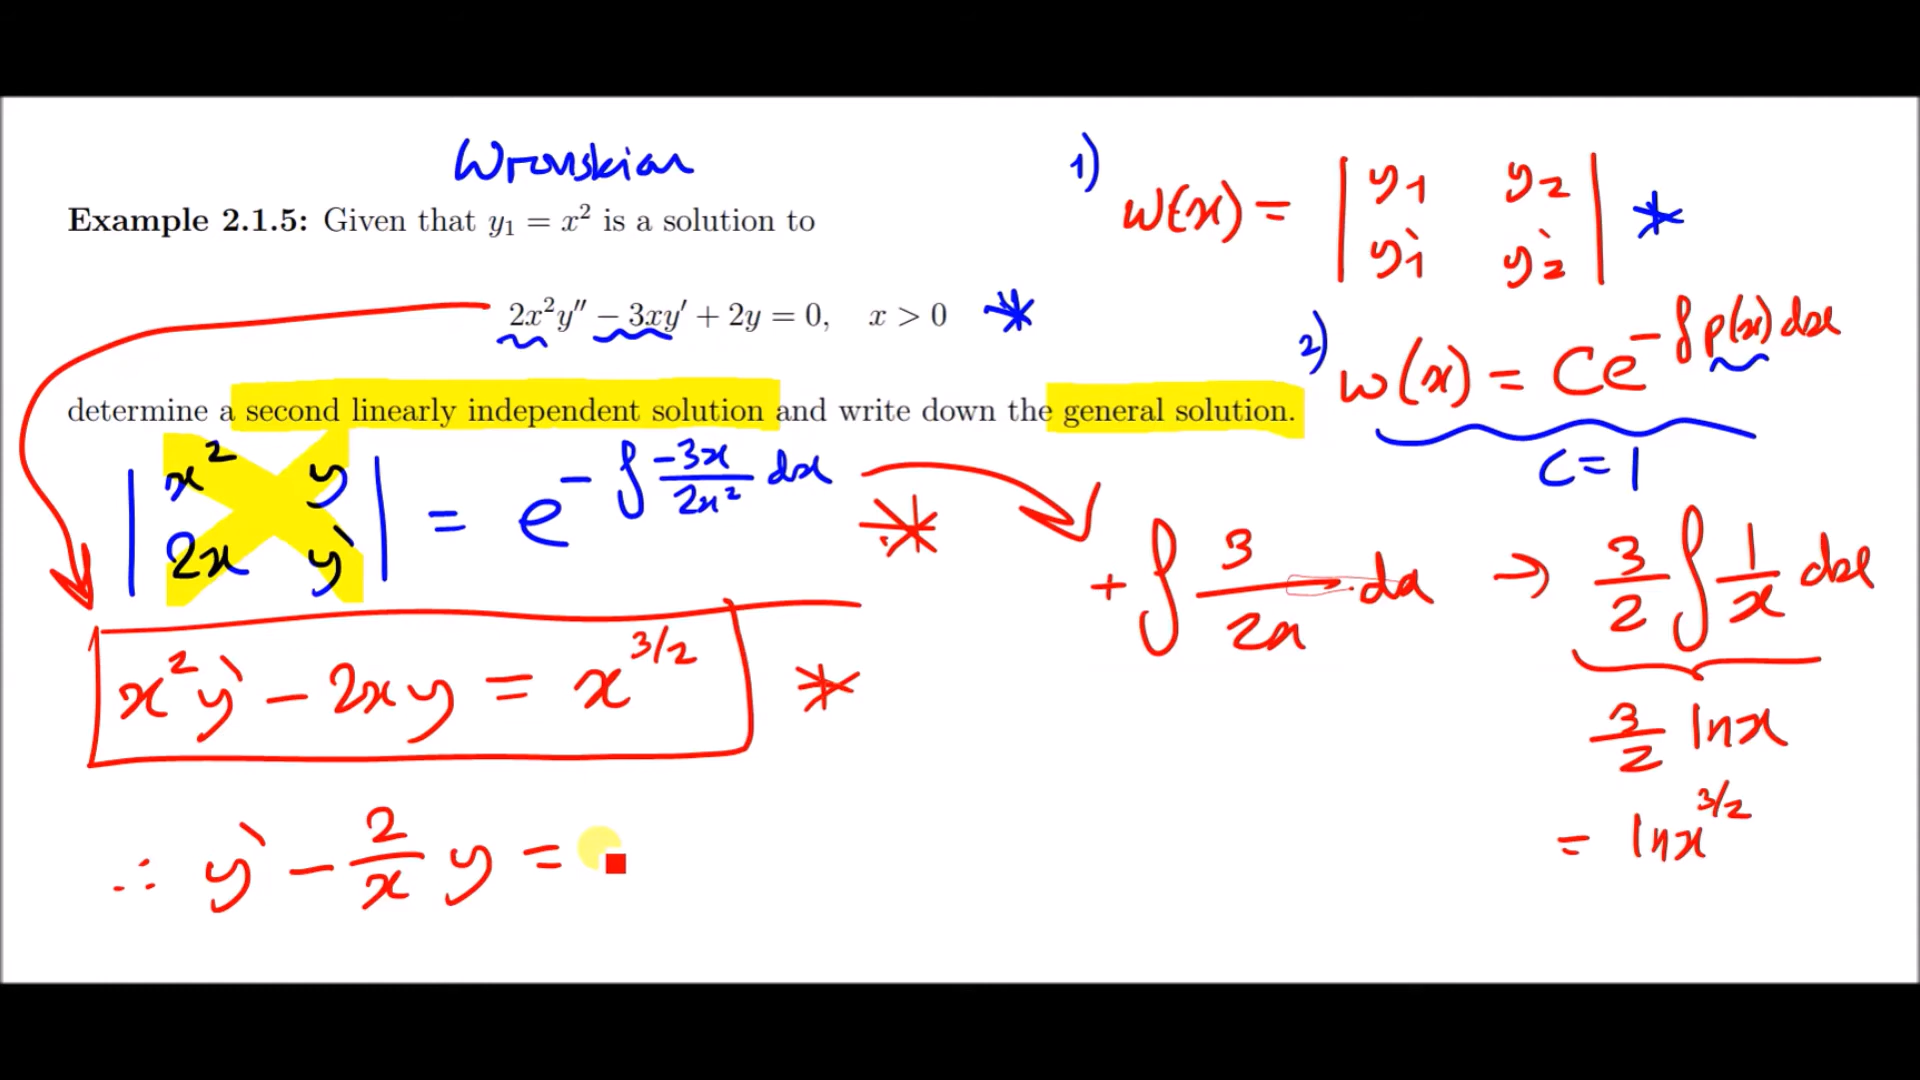 Wronskian
Example 2.1.5: Given that y₁ = x² is a solution to
2x²y″ − 3xy′ + 2y = 0, x > 0 *
determine a second linearly independent solution and write down the general solution.
1) W(x) = | y₁ y₂ | *
| y₁' y₂' |
2) W(x) = Ce^(−∫p(x)dx)
C = 1
| x² y | = e^(−∫ −3x/2x² dx) *
| 2x y' |
+∫ 3/2x dx → 3/2 ∫ 1/x dx
3/2 ln x
= ln x^(3/2)
x²y' − 2xy = x^(3/2) *
∴ y' − 2/x y =